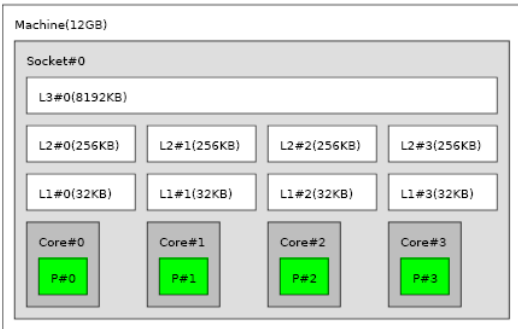 Machine(12GB)
Socket#0
L3#0(8192KB)
L2#0(256KB) L2#1(256KB) L2#2(256KB) L2#3(256KB)
L1#0(32KB) L1#1(32KB) L1#2(32KB) L1#3(32KB)
Core#0 Core#1 Core#2 Core#3
P#0 P#1 P#2 P#3